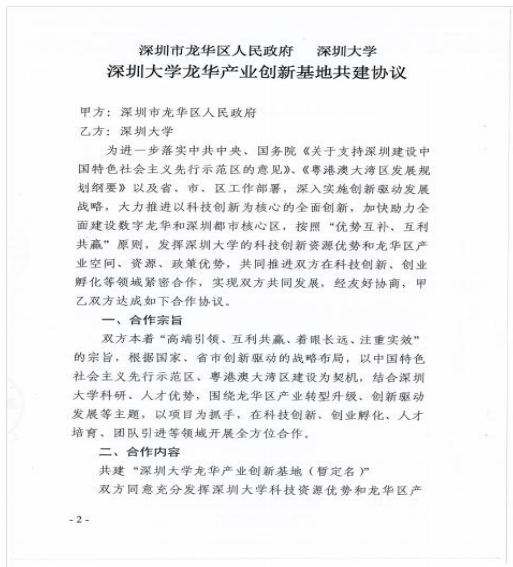 深圳市龙华区人民政府 深圳大学
深圳大学龙华产业创新基地共建协议
甲方：深圳市龙华区人民政府
乙方：深圳大学
为进一步落实中共中央、国务院《关于支持深圳建设中
国特色社会主义先行示范区的意见》、《粤港澳大湾区发展规
划纲要》以及省、市、区工作部署，深入实施创新驱动发展
战略，大力推进以科技创新为核心的全面创新，加快助力全
面建设数字龙华和深圳都市核心区，按照“优势互补、互利
共赢”原则，发挥深圳大学的科技创新资源优势和龙华区产
业空间、资源、政策优势，共同推进双方在科技创新、创业
孵化等领域紧密合作，实现双方共同发展，经友好协商，甲
乙双方达成如下合作协议。
一、合作宗旨
双方本着“高端引领、互利共赢、着眼长远、注重实效”
的宗旨，根据国家、省市创新驱动的战略布局，以中国特色
社会主义先行示范区、粤港澳大湾区建设为契机，结合深圳
大学科研、人才优势，围绕龙华区产业转型升级、创新驱动
发展等主题，以项目为抓手，在科技创新、创业孵化、人才
培育、团队引进等领域开展全方位合作。
二、合作内容
共建“深圳大学龙华产业创新基地（暂定名）”
双方同意充分发挥深圳大学科技资源优势和龙华区产
- 2 -